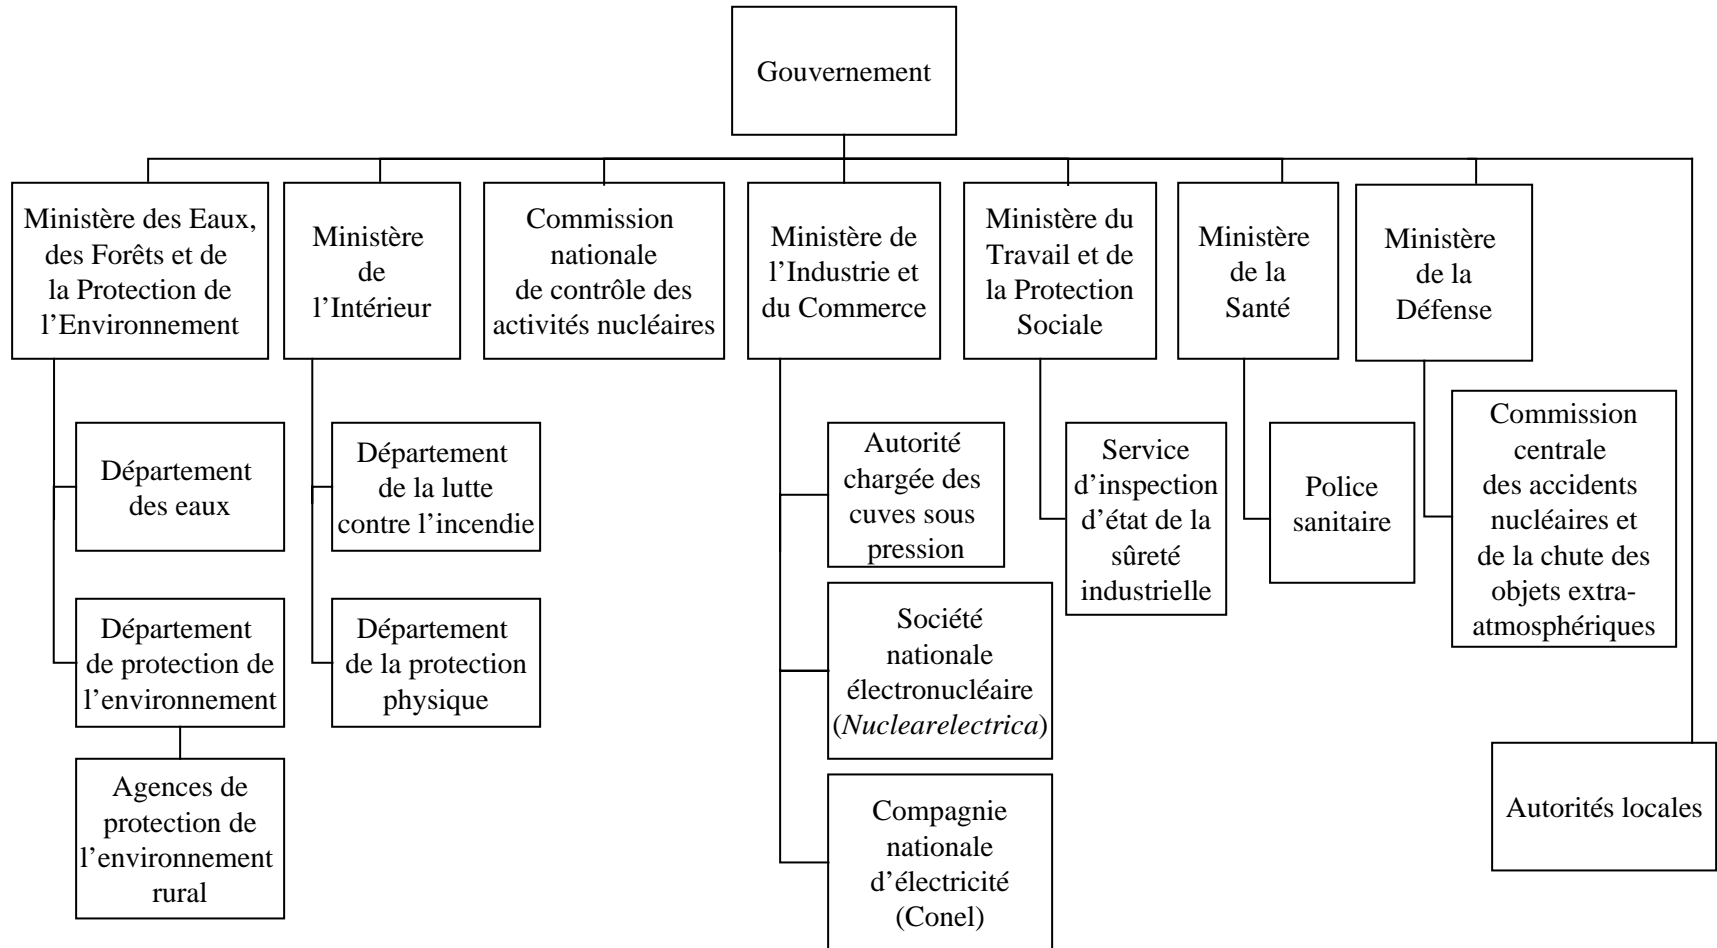 Gouvernement
Ministère des Eaux,
des Forêts et de
la Protection de
l’Environnement
Ministère
de
l’Intérieur
Commission
nationale
de contrôle des
activités nucléaires
Ministère de
l’Industrie et
du Commerce
Ministère du
Travail et de
la Protection
Sociale
Ministère
de la
Santé
Ministère
de la
Défense
Département
des eaux
Département
de la lutte
contre l’incendie
Autorité
chargée des
cuves sous
pression
Service
d’inspection
d’état de la
sûreté
industrielle
Police
sanitaire
Commission
centrale
des accidents
nucléaires et
de la chute des
objets extra-
atmosphériques
Département
de protection de
l’environnement
Département
de la protection
physique
Société
nationale
électronucléaire
(Nuclearelectrica)
Agences de
protection de
l’environnement
rural
Compagnie
nationale
d’électricité
(Conel)
Autorités locales